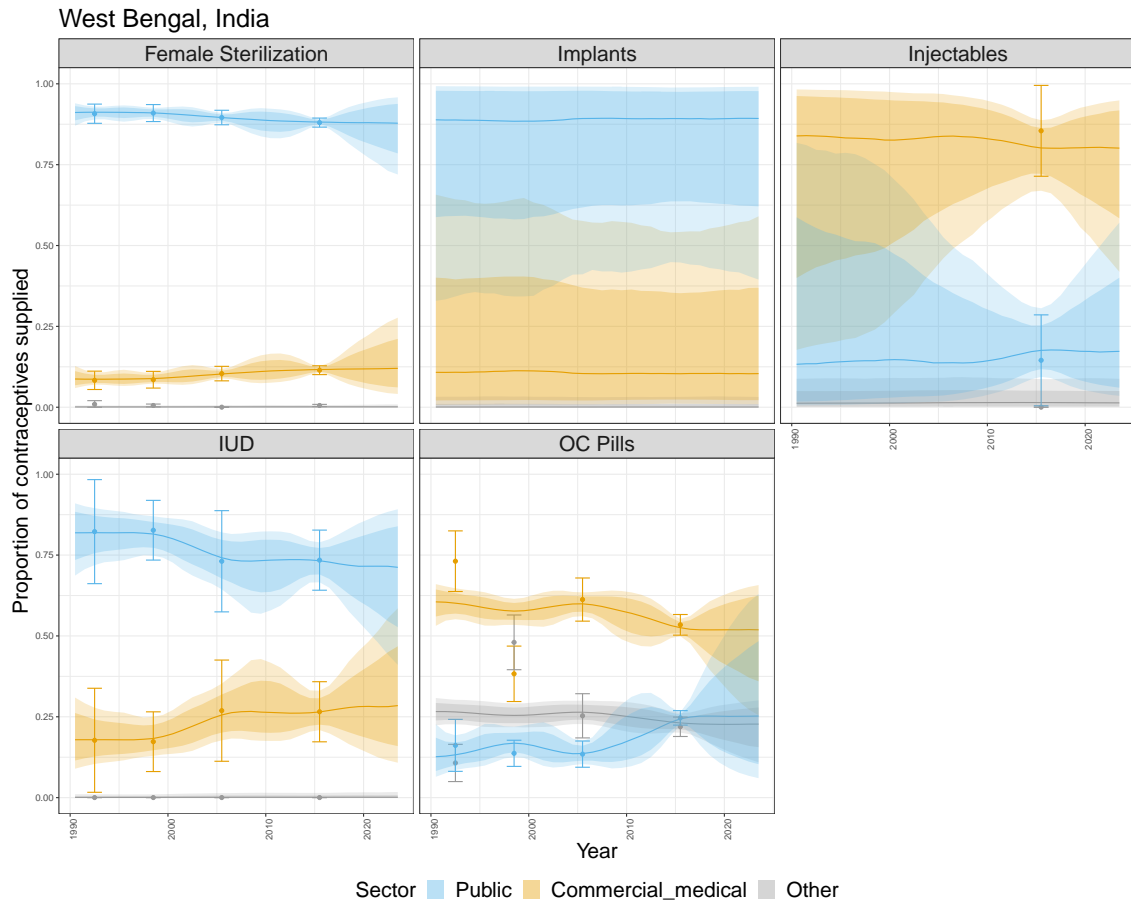 West Bengal, India
Female Sterilization
Implants
Injectables
1.00
0.75
0.50
0.25
0.00
1990
2000
2010
2020
IUD
OC Pills
1.00
0.75
0.50
0.25
0.00
1990
2000
2010
2020
1990
2000
2010
2020
Proportion of contraceptives supplied
Year
Sector Public Commercial_medical Other